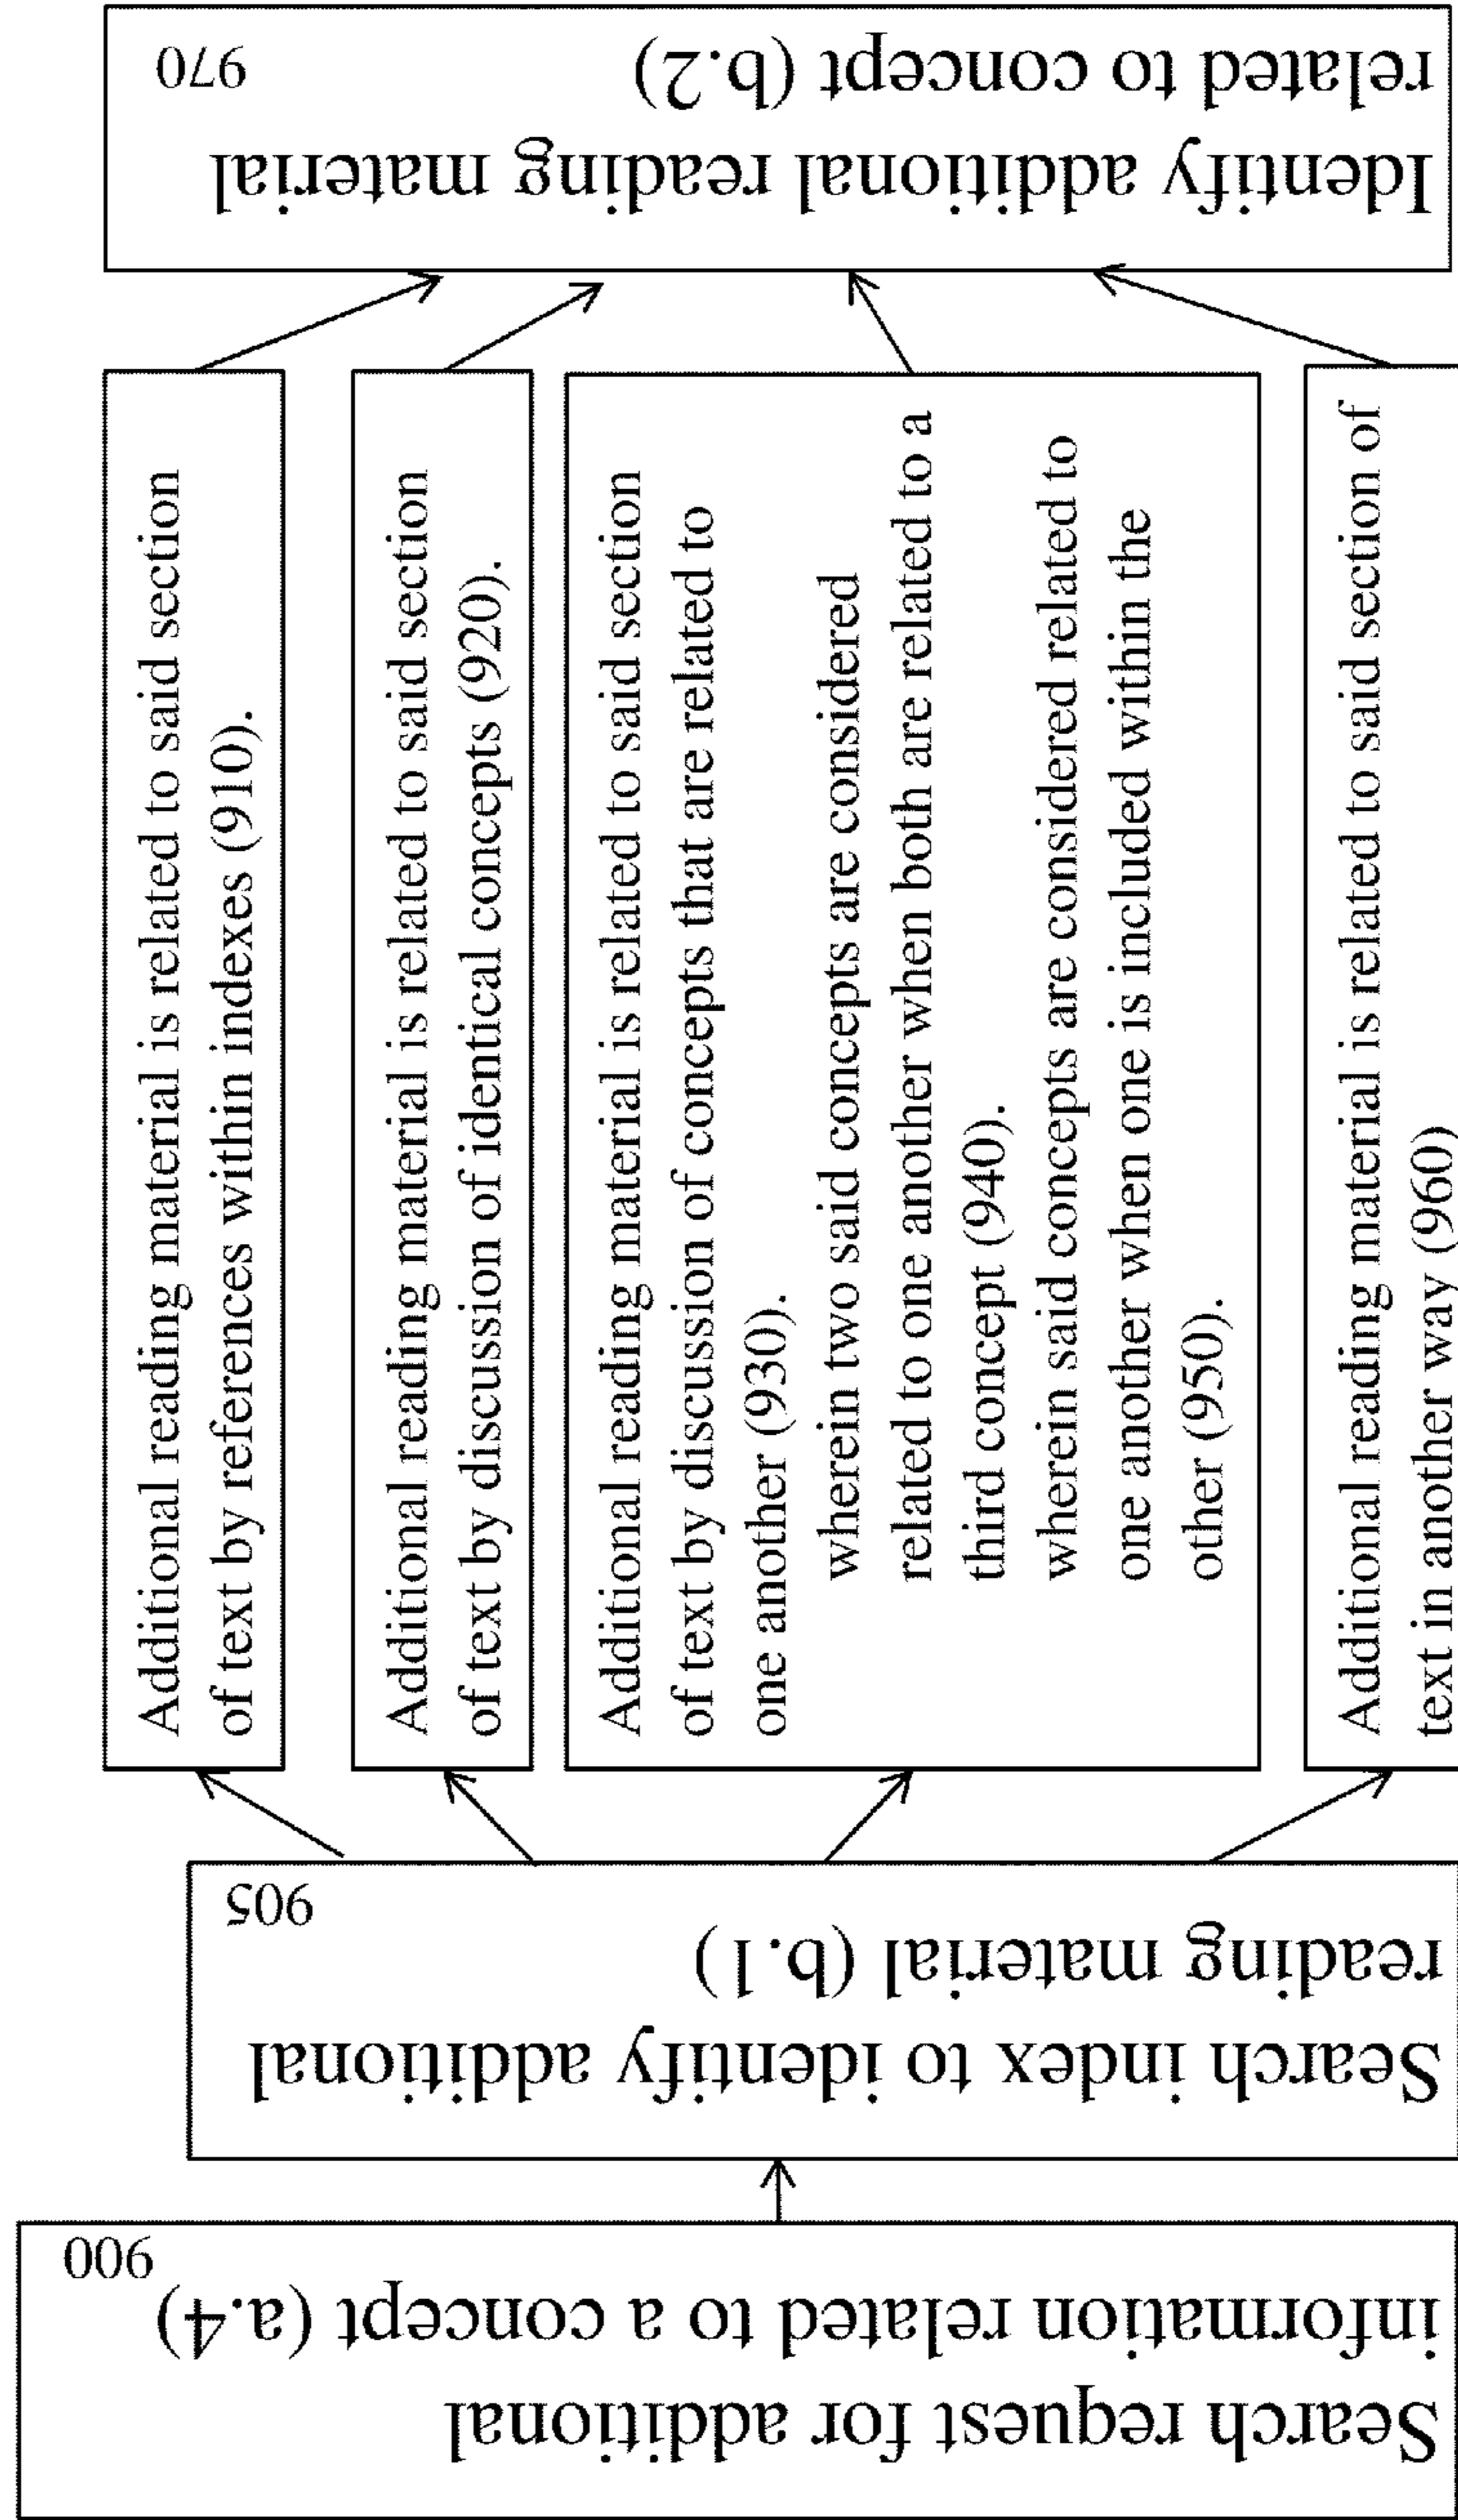 Search request for additional
information related to a concept (a.4)
900
Search index to identify additional
reading material (b.1)
905
Additional reading material is related to said section
of text by references within indexes (910).
Additional reading material is related to said section
of text by discussion of identical concepts (920).
Additional reading material is related to said section
of text by discussion of concepts that are related to
one another (930).
wherein two said concepts are considered
related to one another when both are related to a
third concept (940).
wherein said concepts are considered related to
one another when one is included within the
other (950).
Additional reading material is related to said section of
text in another way (960)
Identify additional reading material
related to concept (b.2)
970